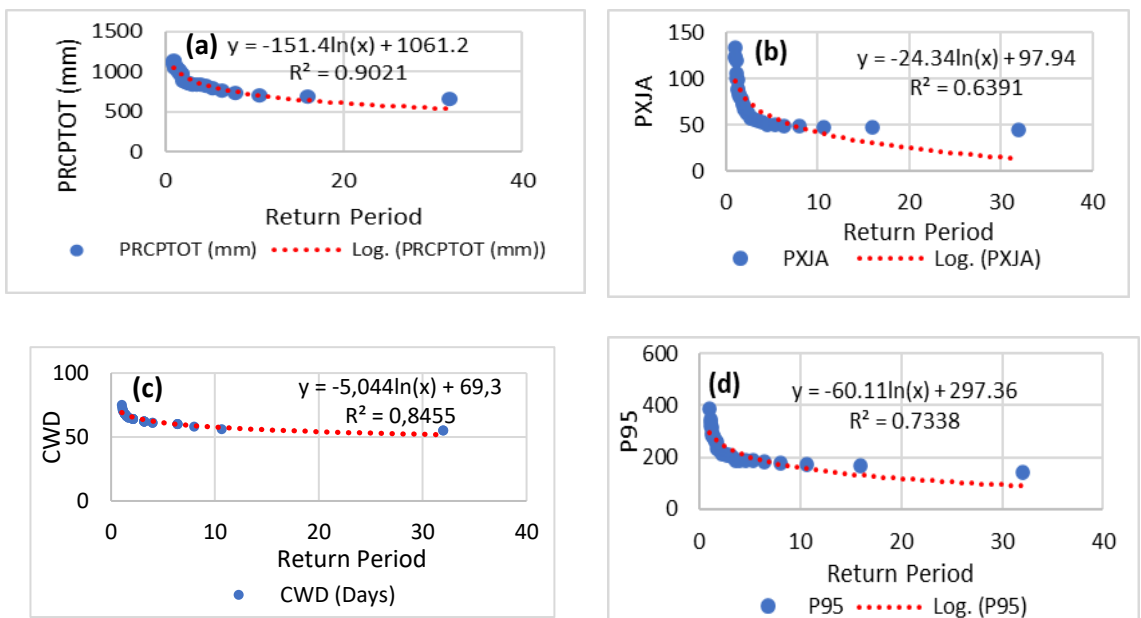 (a)
y = -151.4ln(x) + 1061.2
R² = 0.9021
PRCPTOT (mm)
1500
1000
500
0
0 20 40
Return Period
PRCPTOT (mm) Log. (PRCPTOT (mm))
(b)
y = -24.34ln(x) + 97.94
R² = 0.6391
PXJA
150
100
50
0
0 10 20 30 40
Return Period
PXJA Log. (PXJA)
(c)
y = -5,044ln(x) + 69,3
R² = 0,8455
CWD
100
50
0
0 10 20 30 40
Return Period
CWD (Days)
(d)
y = -60.11ln(x) + 297.36
R² = 0.7338
P95
600
400
200
0
0 10 20 30 40
Return Period
P95 Log. (P95)